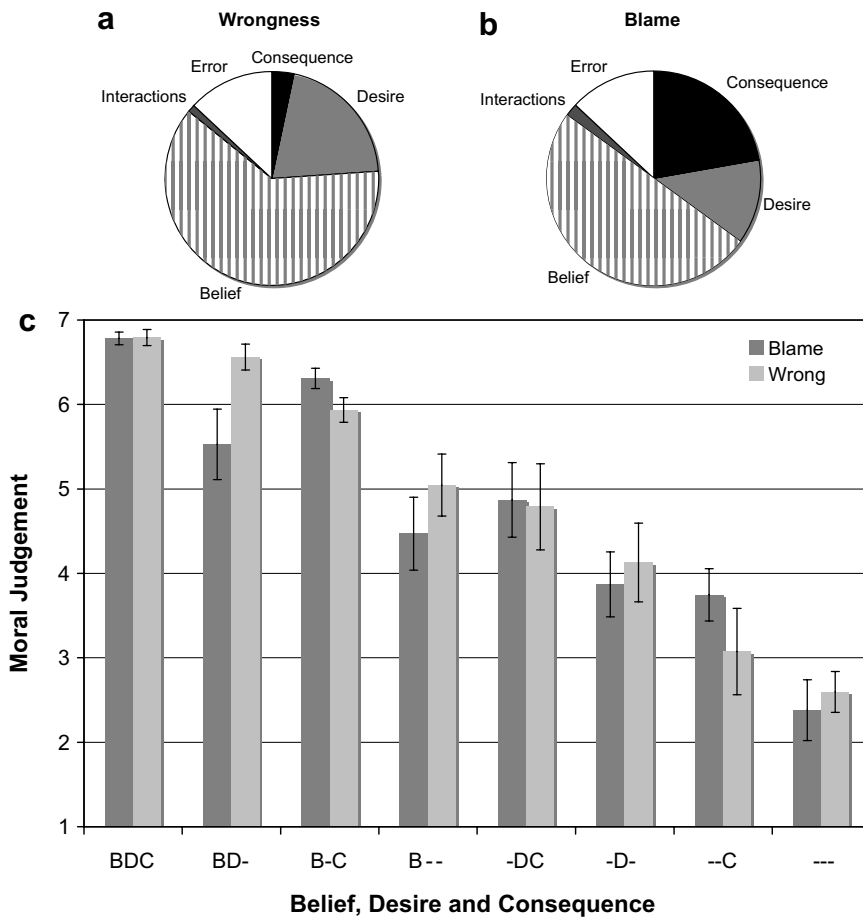 a
Wrongness
Consequence
Error
Interactions
Desire
Belief
b
Blame
Error
Consequence
Interactions
Desire
Belief
c
7
6
5
4
3
2
1
Moral Judgement
Blame
Wrong
BDC BD- B-C B-- -DC -D- --C ---
Belief, Desire and Consequence